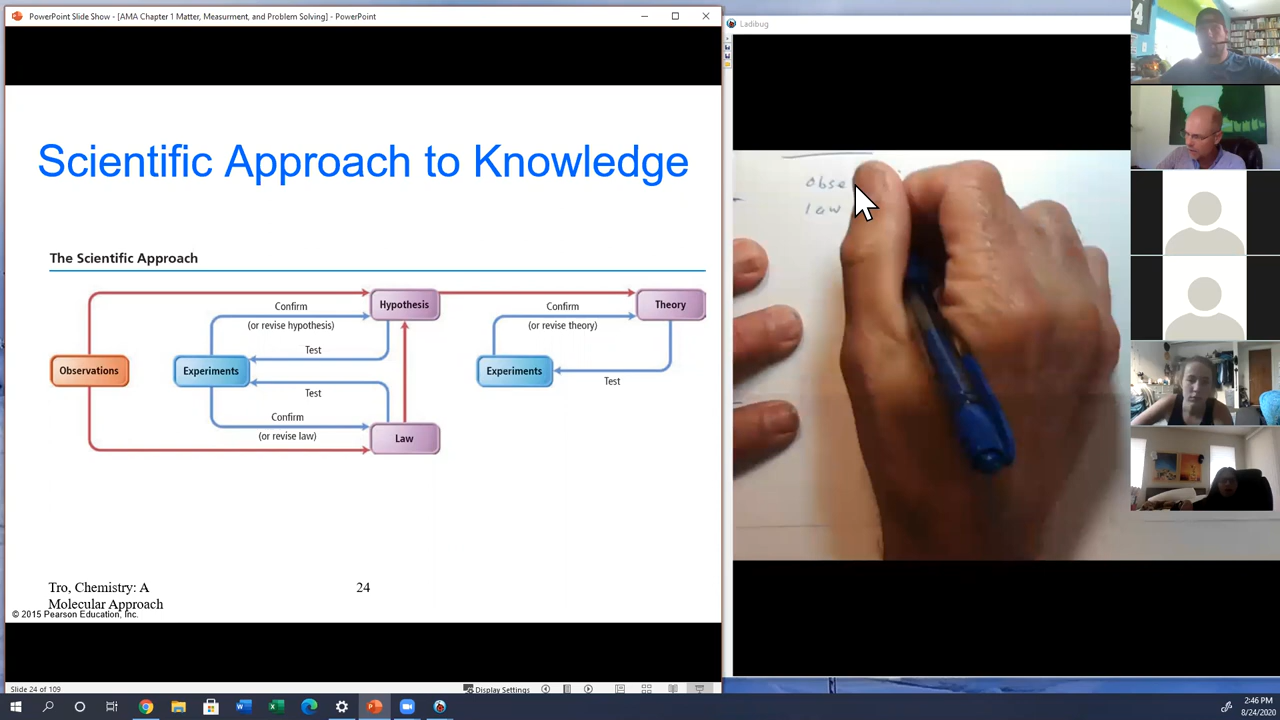 PowerPoint Slide Show - [AMA Chapter 1 Matter, Measurment, and Problem Solving] - PowerPoint
Ladibug
Scientific Approach to Knowledge
The Scientific Approach
Confirm
(or revise hypothesis)
Hypothesis
Confirm
(or revise theory)
Theory
Test
Observations
Experiments
Experiments
Test
Test
Confirm
(or revise law)
Law
Tro, Chemistry: A
Molecular Approach
24
© 2015 Pearson Education, Inc.
Slide 24 of 109
Display Settings
obse
law
2:46 PM
8/24/2020